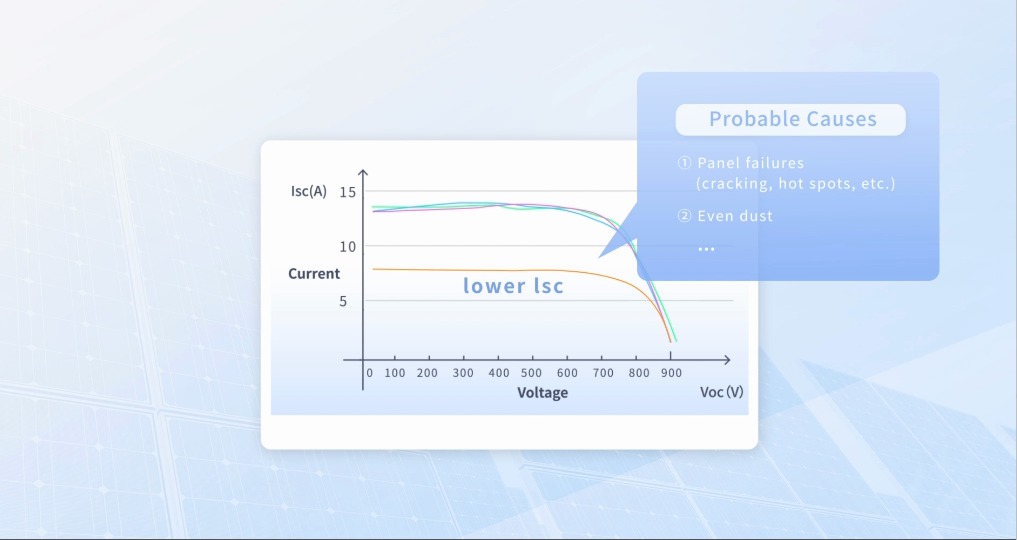 Probable Causes
① Panel failures
(cracking, hot spots, etc.)
② Even dust
...
Isc(A)
15
10
Current
5
lower lsc
0 100 200 300 400 500 600 700 800 900
Voltage
Voc(V)